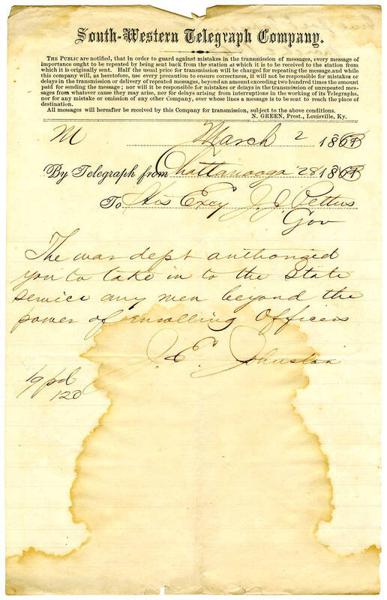 South-Western Telegraph Company.
THE PUBLIC are notified, that in order to guard against mistakes in the transmission of messages, every message of
importance ought to be repeated by being sent back from the station at which it is to be received to the station from
which it is originally sent. Half the usual price for transmission will be charged for repeating the message, and while
this company will, as heretofore, use every precaution to ensure correctness, it will not be responsible for mistakes or
delays in the transmission or delivery of repeated messages, beyond an amount exceeding two hundred times the amount
paid for sending the message; nor will it be responsible for mistakes or delays in the transmission of unrepeated messages
from whatever cause they may arise, nor for delays arising from interruptions in the working of its Telegraphs,
nor for any mistake or omission of any other Company, over whose lines a message is to be sent to reach the place of
destination.
All messages will hereafter be received by this Company for transmission, subject to the above conditions.
N. GREEN, Prest, Louisville, Ky.
M March 2 186
By Telegraph from Chattanooga 28 186
To His Excy J J Pettus
Gov
The war dept authorized
you to take in to the State
service any men beyond the
power of enrolling Officers
J. E. Johnston
19 pd
120